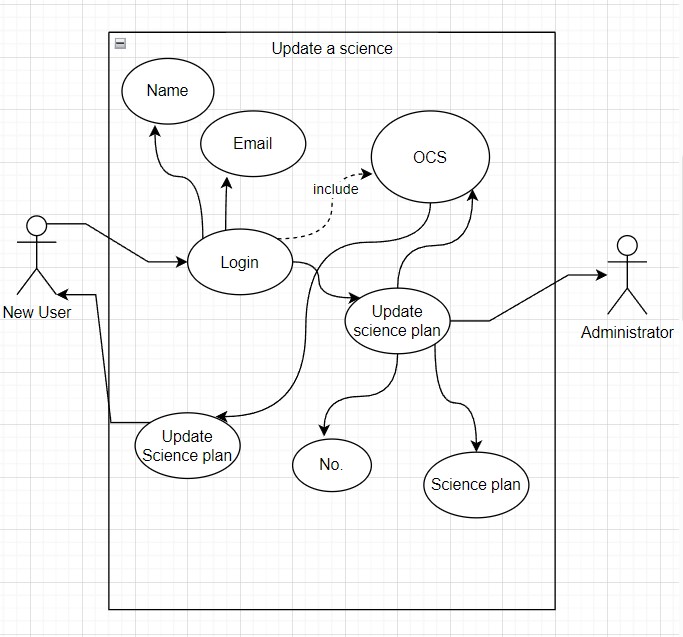 Update a science
Name
Email
OCS
include
Login
New User
Update
science plan
Administrator
Update
Science plan
No.
Science plan